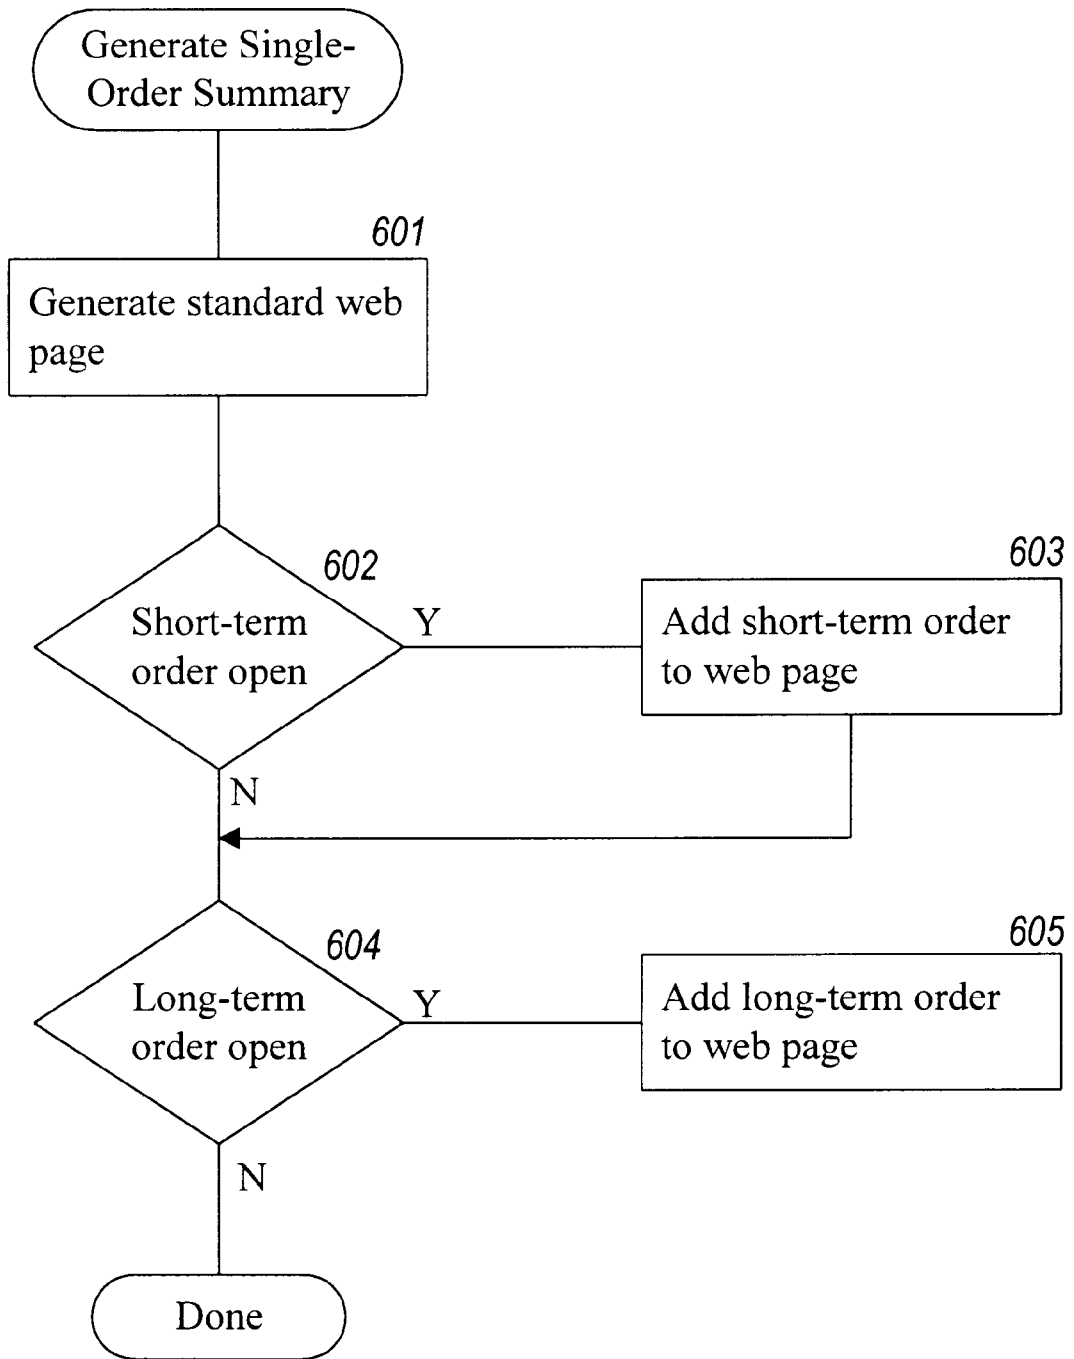 Generate Single-
Order Summary
601
Generate standard web
page
602
Short-term
order open
Y
N
603
Add short-term order
to web page
604
Long-term
order open
Y
N
605
Add long-term order
to web page
Done